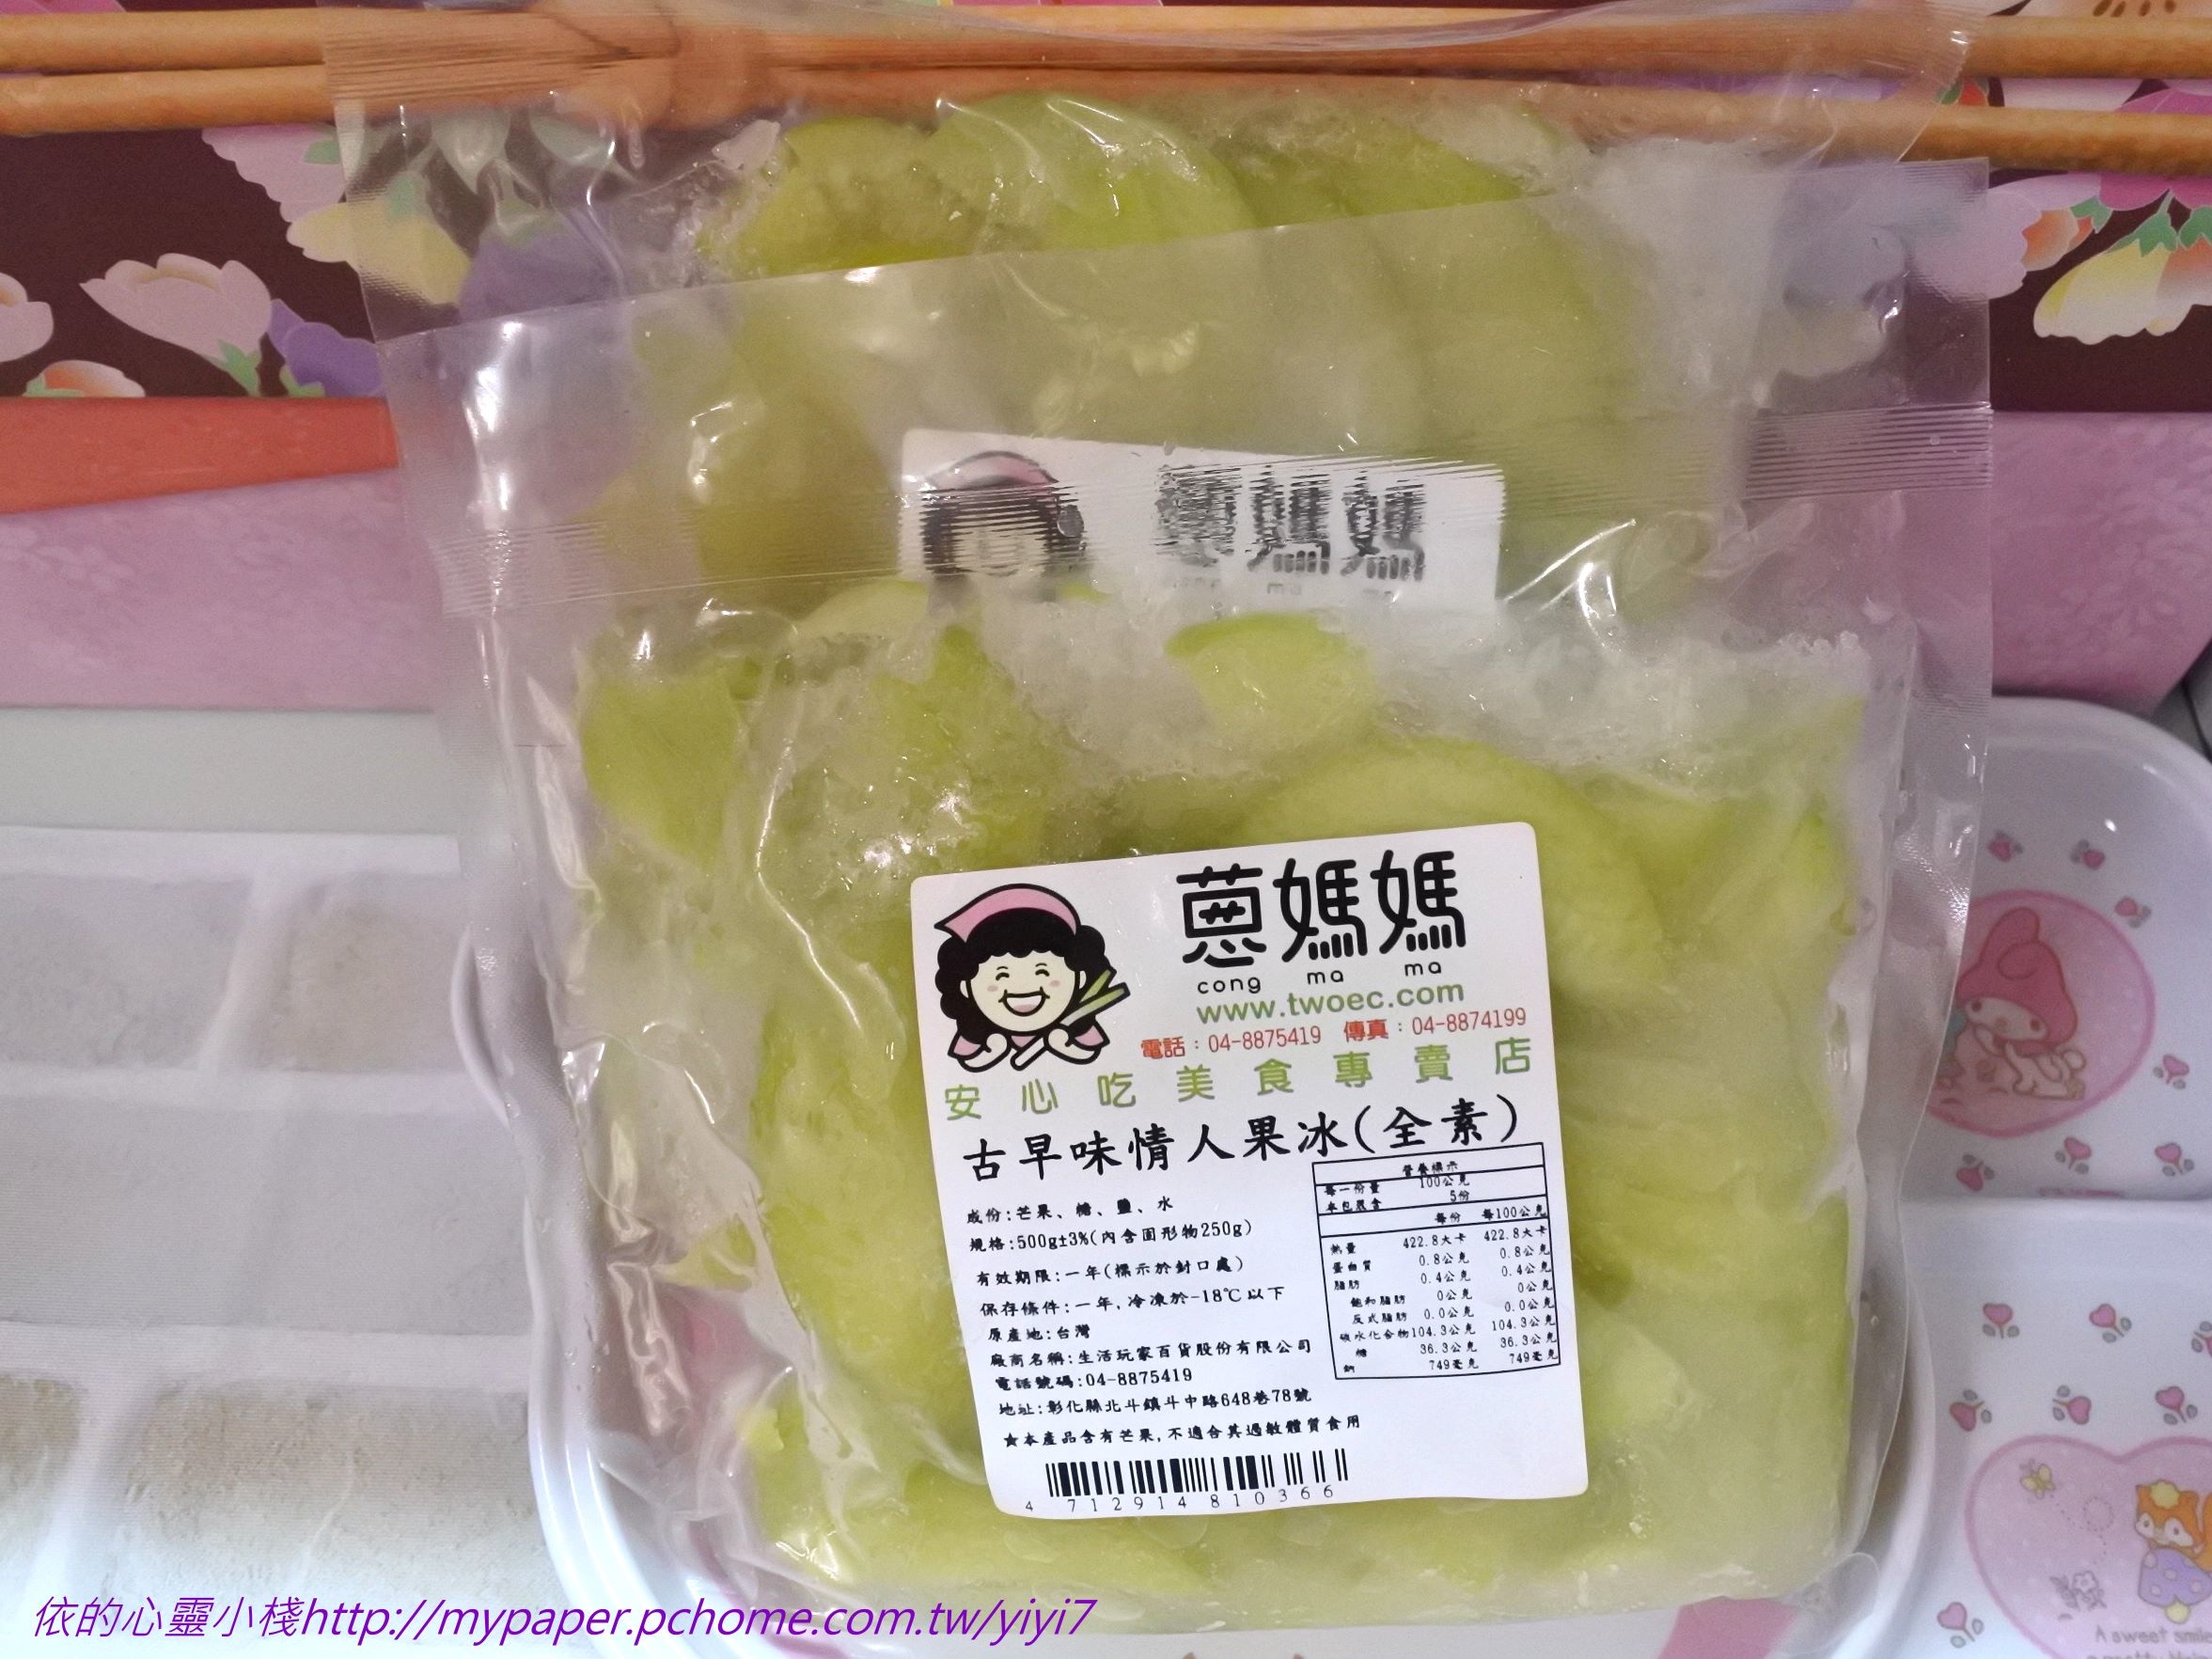 蔥媽媽
cong ma ma
www.twoec.com
電話：04-8875419 傳真：04-8874199
安心吃美食專賣店
古早味情人果冰(全素)
成份:芒果、糖、鹽、水
規格:500g±3%(內含固形物250g)
有效期限:一年(標示於封口處)
保存條件:一年,冷凍於-18℃以下
原產地:台灣
廠商名稱:生活玩家百貨股份有限公司
電話號碼:04-8875419
地址:彰化縣北斗鎮斗中路648巷78號
★本產品含有芒果,不適合其過敏體質食用
4 712914 810366
營養標示
每一份量 100公克
本包裝含 5份
每份 每100公克
熱量 422.8大卡 422.8大卡
蛋白質 0.8公克 0.8公克
脂肪 0.4公克 0.4公克
飽和脂肪 0公克 0公克
反式脂肪 0.0公克 0.0公克
碳水化合物 104.3公克 104.3公克
糖 36.3公克 36.3公克
鈉 749毫克 749毫克
蔥媽媽
A sweet smile
依的心靈小棧http://mypaper.pchome.com.tw/yiyi7